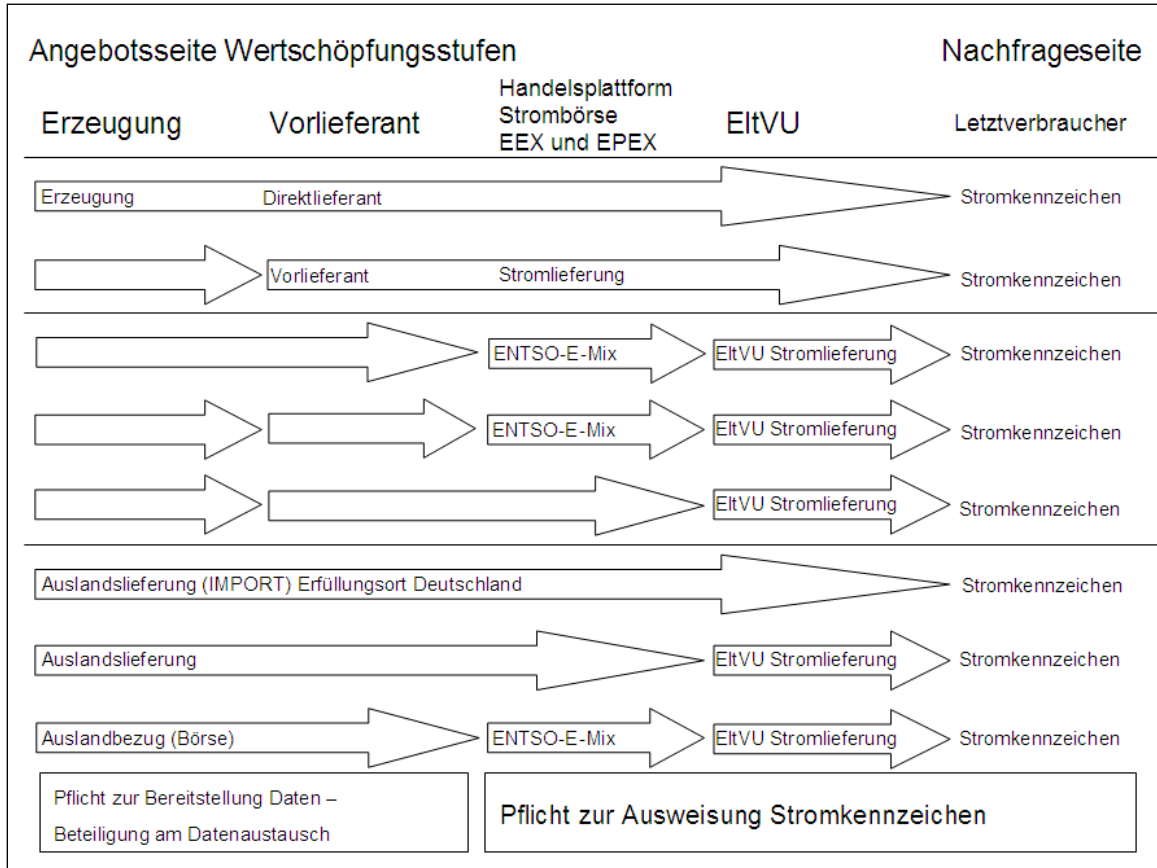 Angebotsseite Wertschöpfungsstufen Nachfrageseite
Erzeugung Vorlieferant Handelsplattform
Strombörse
EEX und EPEX EltVU Letztverbraucher
Erzeugung Direktlieferant Stromkennzeichen
Vorlieferant Stromlieferung Stromkennzeichen
ENTSO-E-Mix EltVU Stromlieferung Stromkennzeichen
ENTSO-E-Mix EltVU Stromlieferung Stromkennzeichen
EltVU Stromlieferung Stromkennzeichen
Auslandslieferung (IMPORT) Erfüllungsort Deutschland Stromkennzeichen
Auslandslieferung EltVU Stromlieferung Stromkennzeichen
Auslandbezug (Börse) ENTSO-E-Mix EltVU Stromlieferung Stromkennzeichen
Pflicht zur Bereitstellung Daten –
Beteiligung am Datenaustausch
Pflicht zur Ausweisung Stromkennzeichen